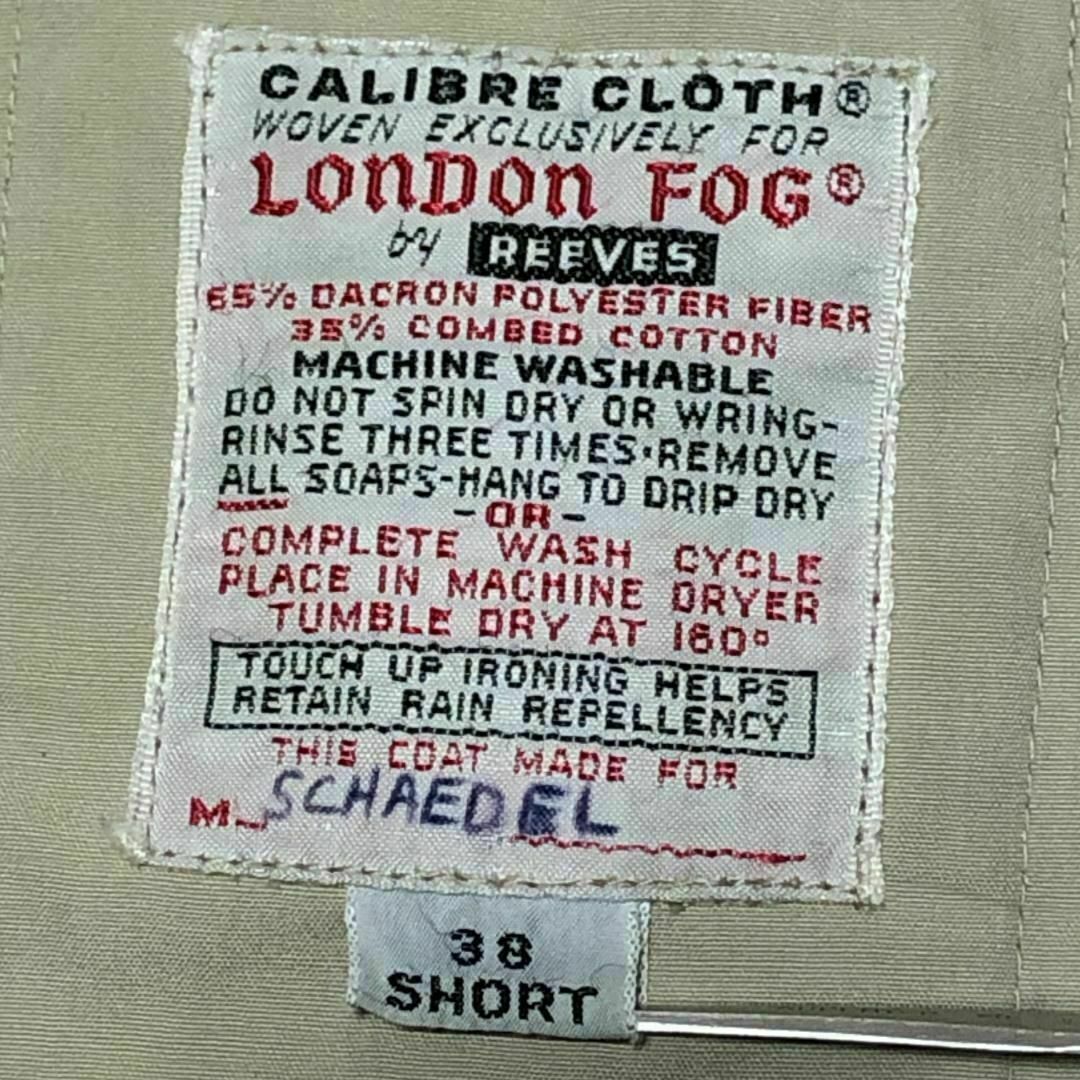 CALIBRE CLOTH®
WOVEN EXCLUSIVELY FOR
LONDON FOG®
by REEVES
65% DACRON POLYESTER FIBER
35% COMBED COTTON
MACHINE WASHABLE
DO NOT SPIN DRY OR WRING-
RINSE THREE TIMES·REMOVE
ALL SOAPS-HANG TO DRIP DRY
-OR-
COMPLETE WASH CYCLE
PLACE IN MACHINE DRYER
TUMBLE DRY AT 160°
TOUCH UP IRONING HELPS
RETAIN RAIN REPELLENCY
THIS COAT MADE FOR
M_SCHAEDEL
38
SHORT